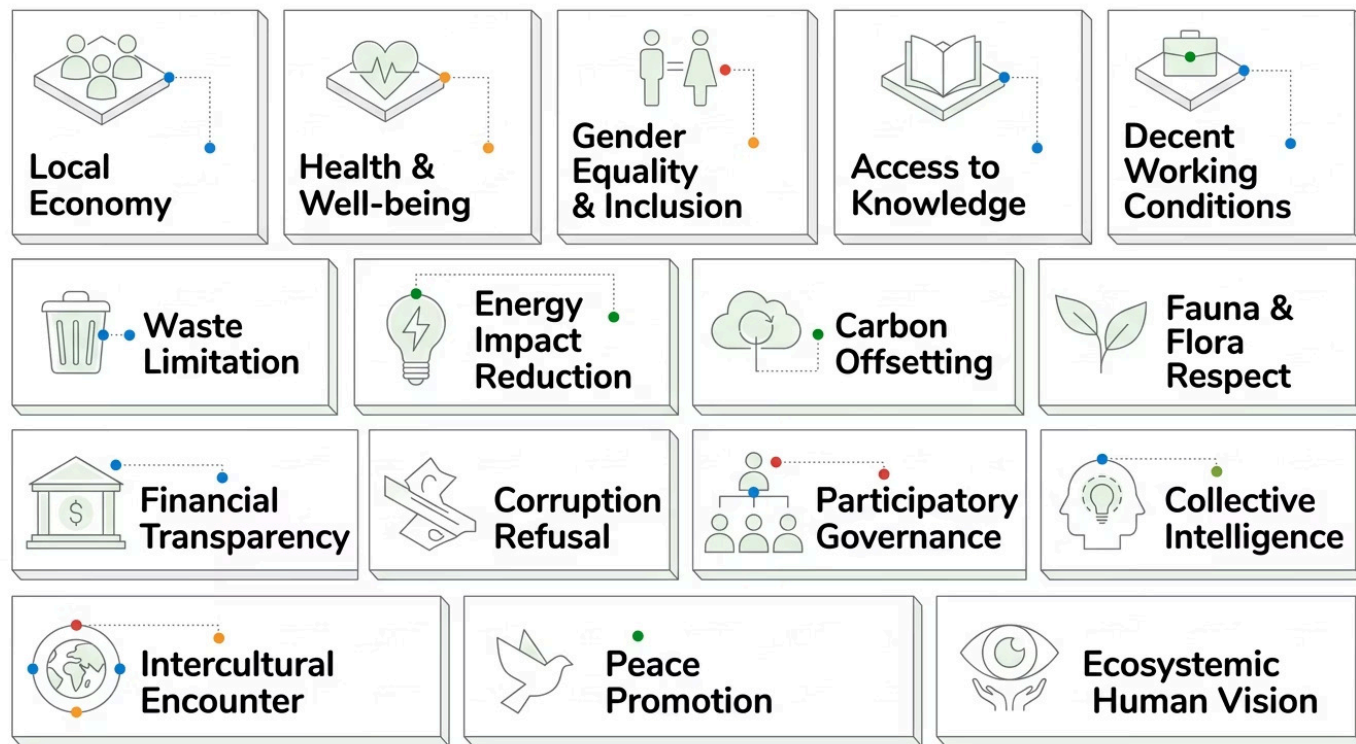 Local
Economy
Health &
Well-being
Gender
Equality
& Inclusion
Access to
Knowledge
Decent
Working
Conditions
Waste
Limitation
Energy
Impact
Reduction
Carbon
Offsetting
Fauna &
Flora
Respect
$
Financial
Transparency
Corruption
Refusal
Participatory
Governance
Collective
Intelligence
Intercultural
Encounter
Peace
Promotion
Ecosystemic
Human Vision